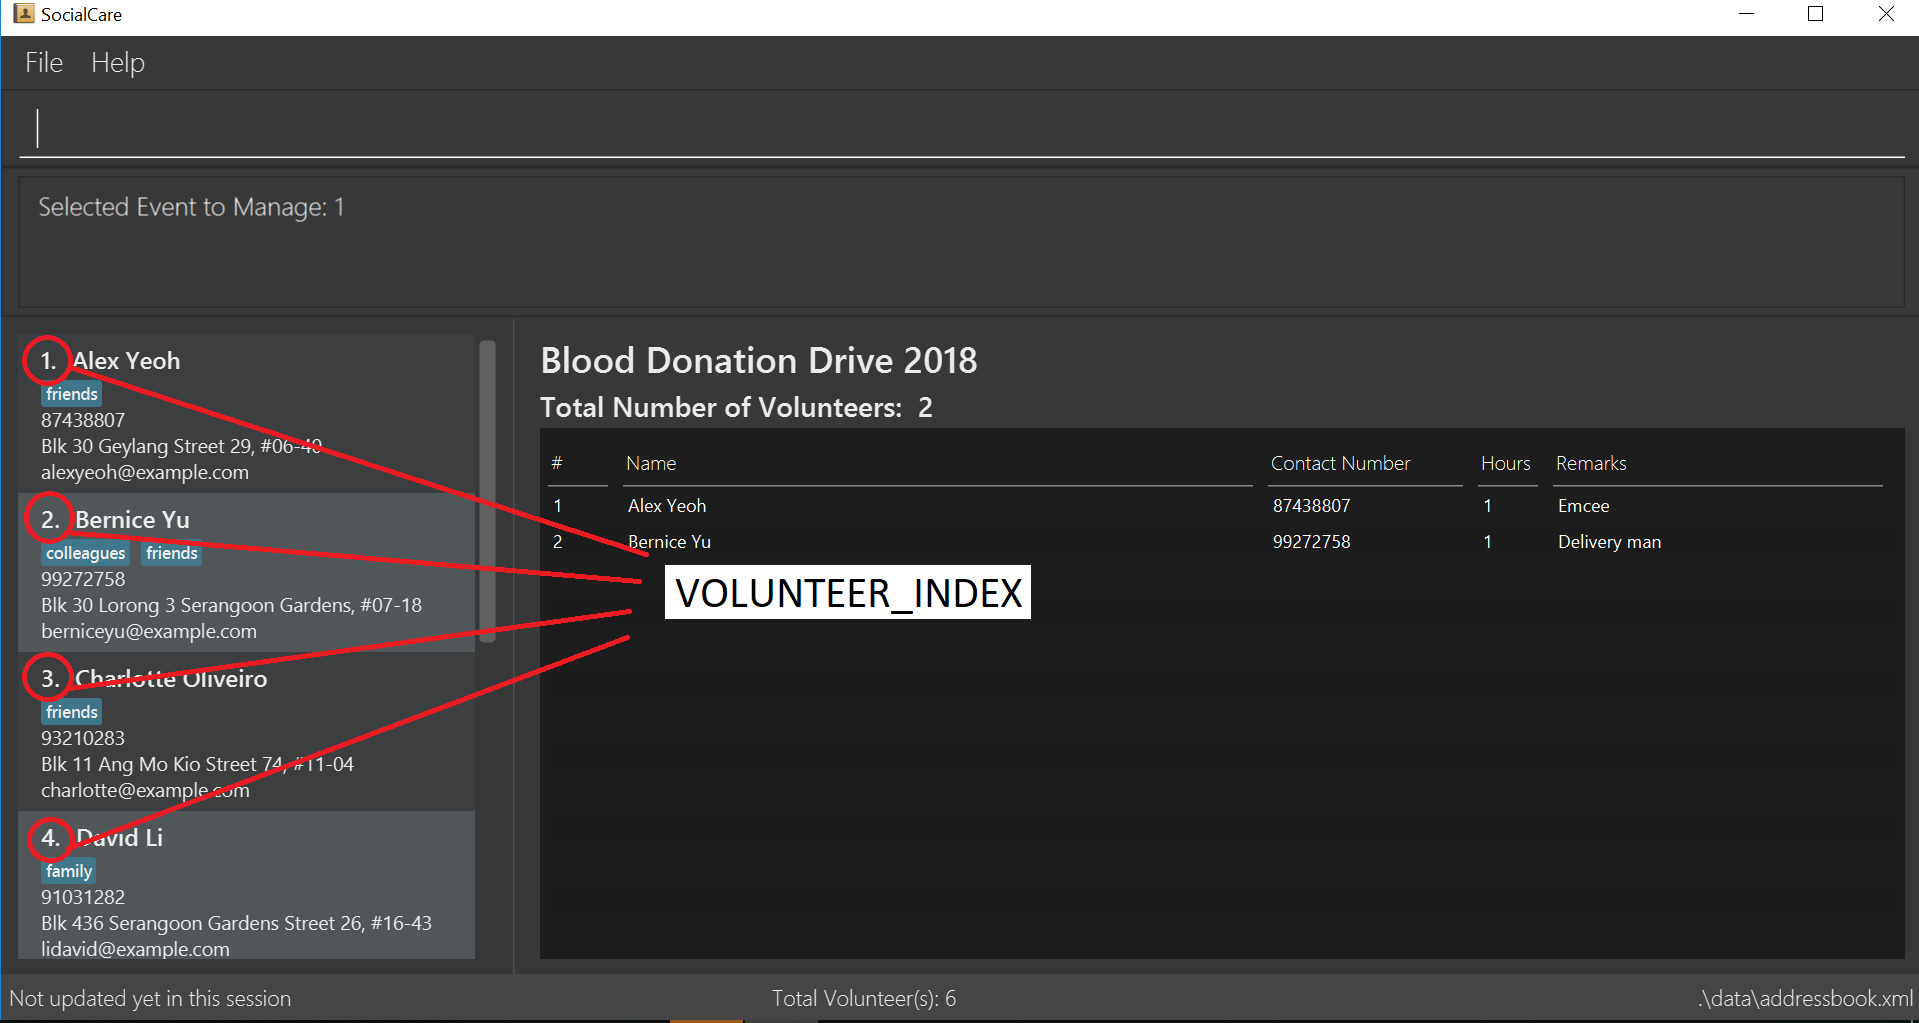 SocialCare
File Help
Selected Event to Manage: 1
1. Alex Yeoh
friends
87438807
Blk 30 Geylang Street 29, #06-40
alexyeoh@example.com
2. Bernice Yu
colleagues friends
99272758
Blk 30 Lorong 3 Serangoon Gardens, #07-18
berniceyu@example.com
3. Charlotte Oliveiro
friends
93210283
Blk 11 Ang Mo Kio Street 74, #11-04
charlotte@example.com
4. David Li
family
91031282
Blk 436 Serangoon Gardens Street 26, #16-43
lidavid@example.com
Blood Donation Drive 2018
Total Number of Volunteers: 2
# Name Contact Number Hours Remarks
1 Alex Yeoh 87438807 1 Emcee
2 Bernice Yu 99272758 1 Delivery man
VOLUNTEER_INDEX
Not updated yet in this session
Total Volunteer(s): 6
.\data\addressbook.xml